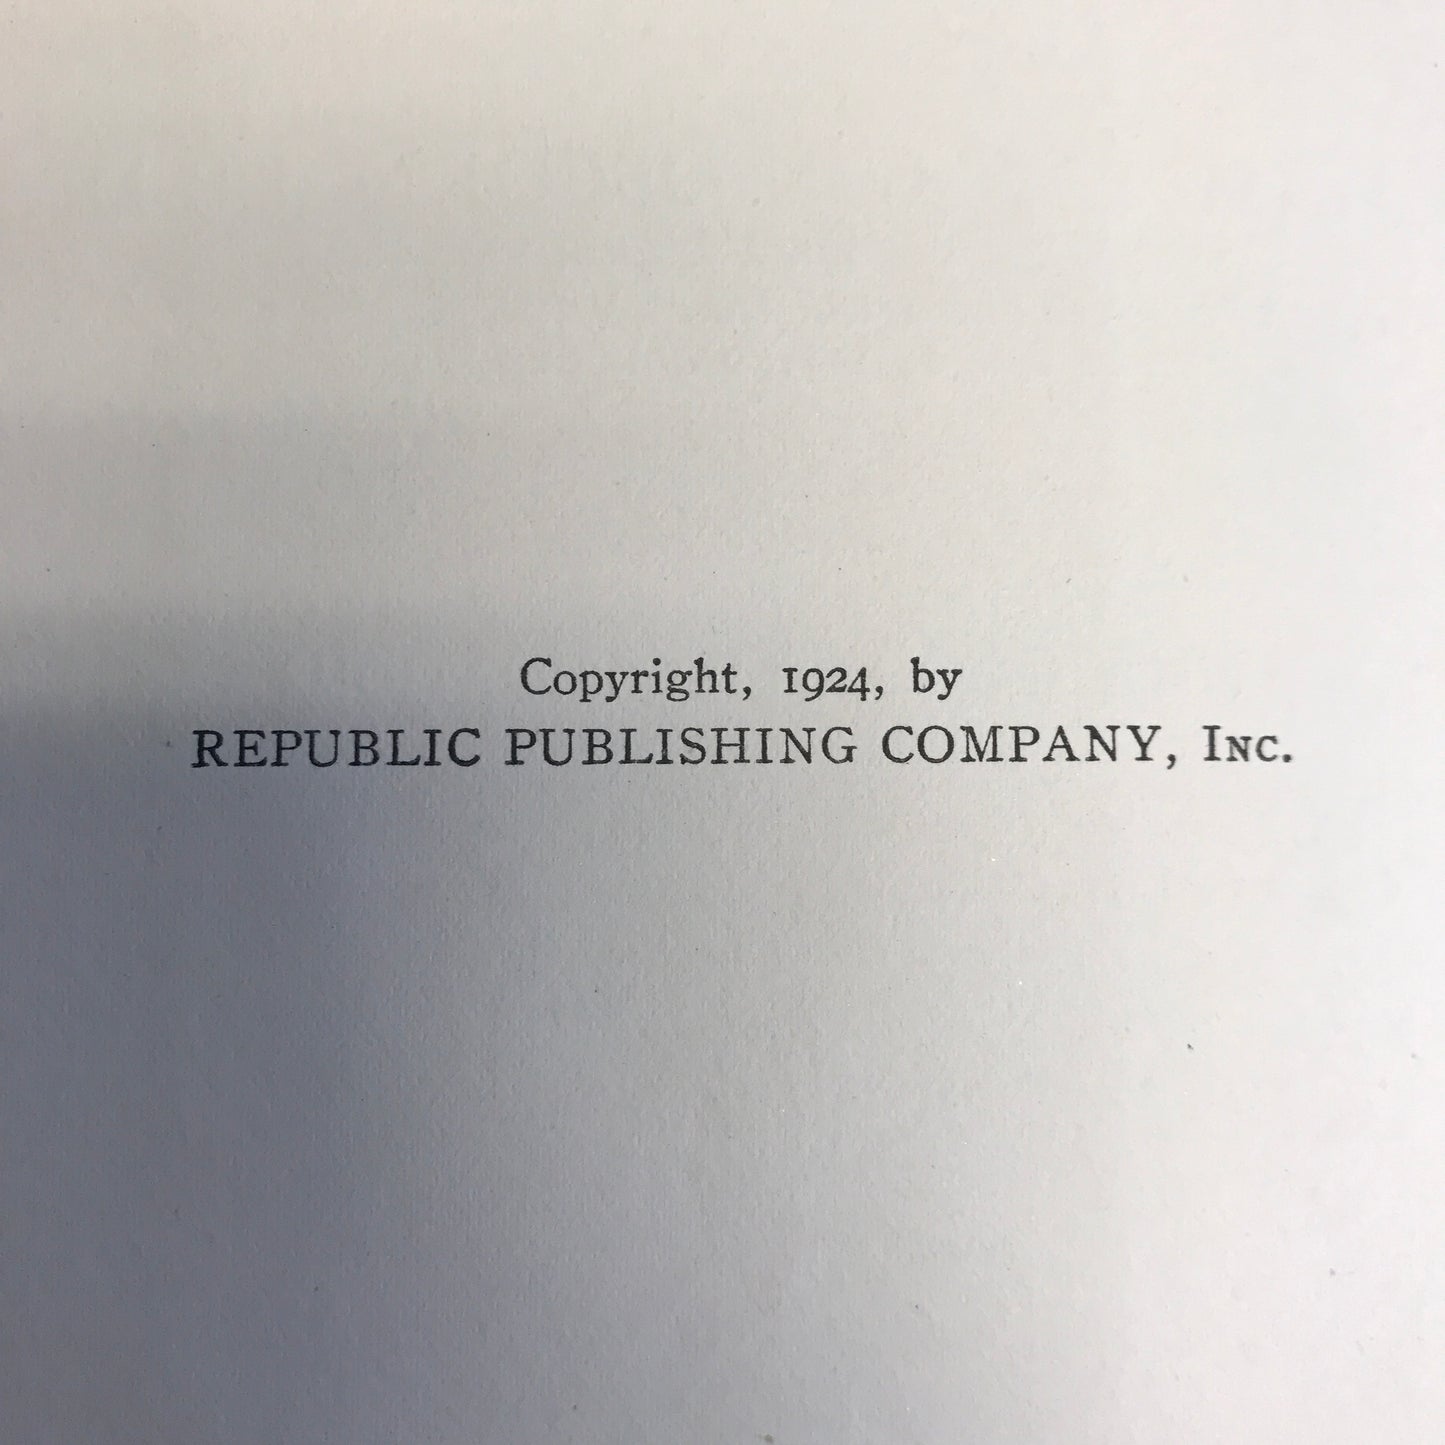 Copyright, 1924, by
REPUBLIC PUBLISHING COMPANY, INC.